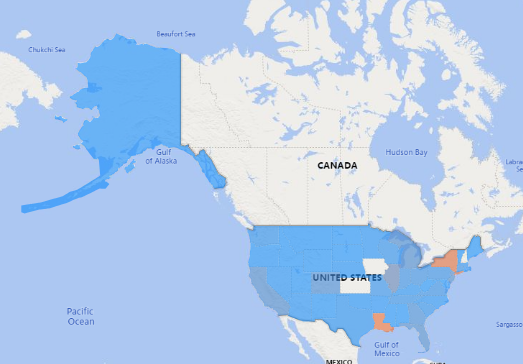 Chukchi Sea
Beaufort Sea
Gulf
of Alaska
CANADA
Hudson Bay
UNITED STATES
Pacific
Ocean
Gulf of
Mexico
MEXICO